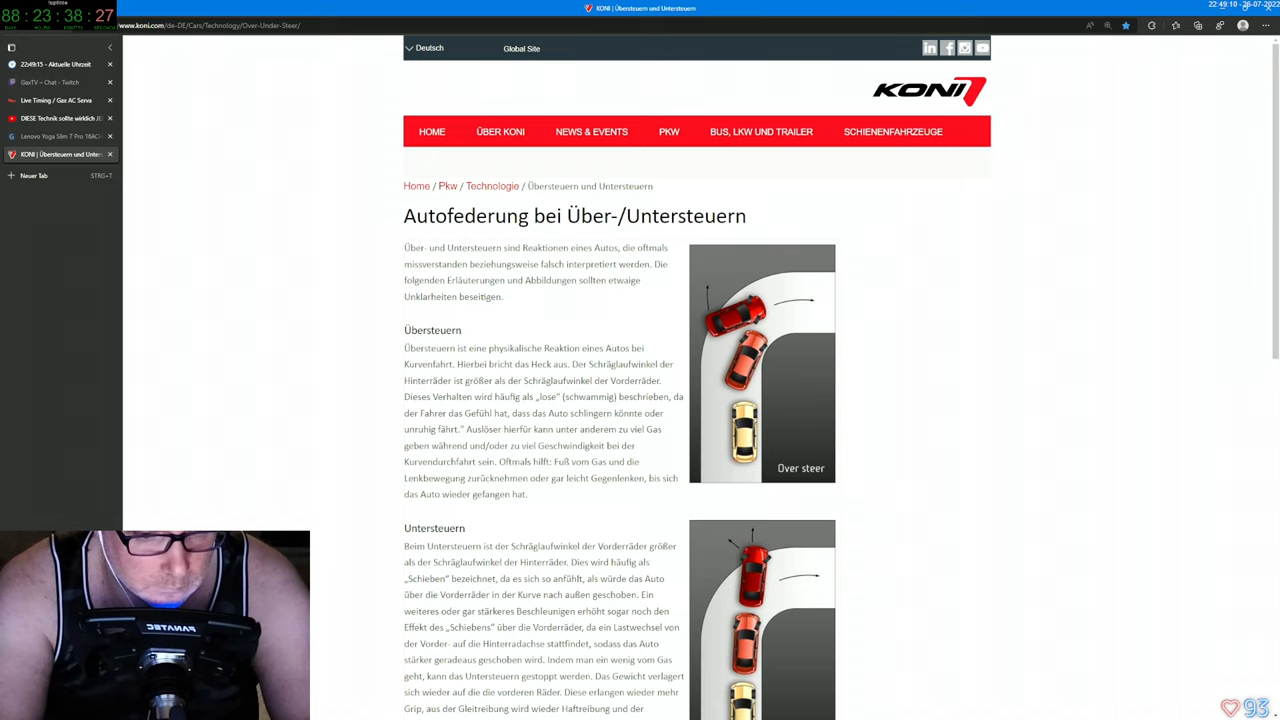 88:23:38:27
KONI | Übersteuern und Untersteuern
22:49:10 - 26-07-2022
www.koni.com/de-DE/Cars/Technology/Over-Under-Steer/
22:49:15 - Aktuelle Uhrzeit
GaxTV - Chat - Twitch
Live Timing / Gax AC Serva
DIESE Technik sollte wirklich JE
Lenovo Yoga Slim 7 Pro 16ACH
KONI | Übersteuern und Unter
Neuer Tab
STRG+T
Deutsch
Global Site
KONI
HOME
ÜBER KONI
NEWS & EVENTS
PKW
BUS, LKW UND TRAILER
SCHIENENFAHRZEUGE
Home / Pkw / Technologie / Übersteuern und Untersteuern
Autofederung bei Über-/Untersteuern
Über- und Untersteuern sind Reaktionen eines Autos, die oftmals
missverstanden beziehungsweise falsch interpretiert werden. Die
folgenden Erläuterungen und Abbildungen sollten etwaige
Unklarheiten beseitigen.
Übersteuern
Übersteuern ist eine physikalische Reaktion eines Autos bei
Kurvenfahrt. Hierbei bricht das Heck aus. Der Schräglaufwinkel der
Hinterräder ist größer als der Schräglaufwinkel der Vorderräder.
Dieses Verhalten wird häufig als „lose" (schwammig) beschrieben, da
der Fahrer das Gefühl hat, dass das Auto schlingern könnte oder
unruhig fährt." Auslöser hierfür kann unter anderem zu viel Gas
geben während und/oder zu viel Geschwindigkeit bei der
Kurvendurchfahrt sein. Oftmals hilft: Fuß vom Gas und die
Lenkbewegung zurücknehmen oder gar leicht Gegenlenken, bis sich
das Auto wieder gefangen hat.
Over steer
Untersteuern
Beim Untersteuern ist der Schräglaufwinkel der Vorderräder größer
als der Schräglaufwinkel der Hinterräder. Dies wird häufig als
„Schieben" bezeichnet, da es sich so anfühlt, als würde das Auto
über die Vorderräder in der Kurve nach außen geschoben. Ein
weiteres oder gar stärkeres Beschleunigen erhöht sogar noch den
Effekt des „Schiebens" über die Vorderräder, da ein Lastwechsel von
der Vorder- auf die Hinterradachse stattfindet, sodass das Auto
stärker geradeaus geschoben wird. Indem man ein wenig vom Gas
geht, kann das Untersteuern gestoppt werden. Das Gewicht verlagert
sich wieder auf die die vorderen Räder. Diese erlangen wieder mehr
Grip, aus der Gleitreibung wird wieder Haftreibung und der
FANATEC
93